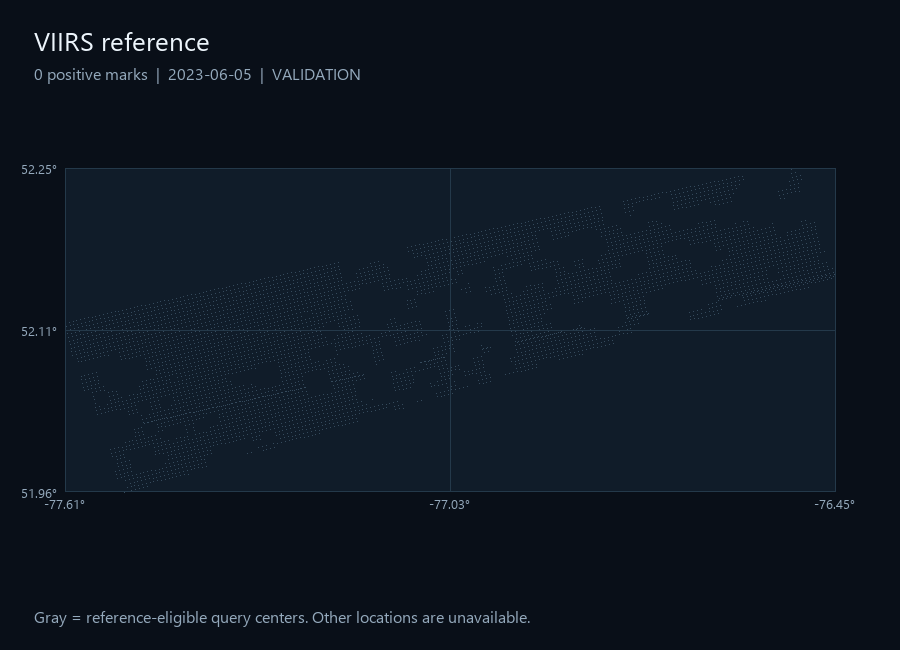 VIIRS reference
0 positive marks | 2023-06-05 | VALIDATION
52.25°
52.11°
51.96°
-77.61° -77.03° -76.45°
Gray = reference-eligible query centers. Other locations are unavailable.